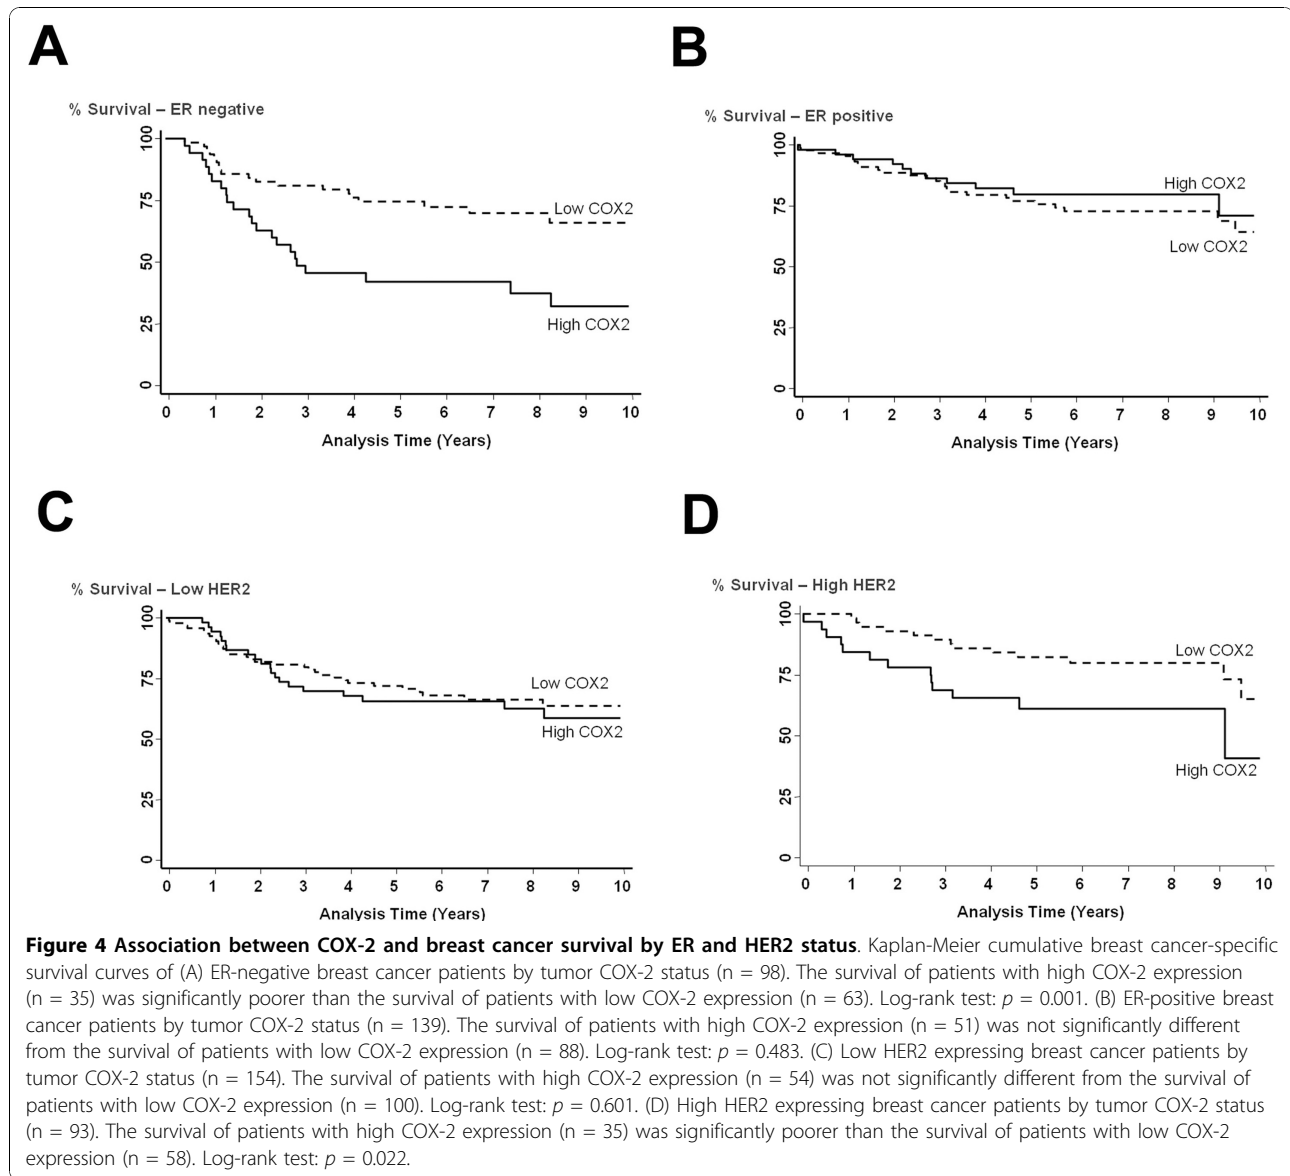 A
% Survival – ER negative
100
75
50
25
0
Low COX2
High COX2
0 1 2 3 4 5 6 7 8 9 10
Analysis Time (Years)
B
% Survival – ER positive
100
75
50
25
0
High COX2
Low COX2
0 1 2 3 4 5 6 7 8 9 10
Analysis Time (Years)
C
% Survival – Low HER2
100
75
50
25
0
Low COX2
High COX2
0 1 2 3 4 5 6 7 8 9 10
Analysis Time (Years)
D
% Survival – High HER2
100
75
50
25
0
Low COX2
High COX2
0 1 2 3 4 5 6 7 8 9 10
Analysis Time (Years)
Figure 4 Association between COX-2 and breast cancer survival by ER and HER2 status. Kaplan-Meier cumulative breast cancer-specific
survival curves of (A) ER-negative breast cancer patients by tumor COX-2 status (n = 98). The survival of patients with high COX-2 expression
(n = 35) was significantly poorer than the survival of patients with low COX-2 expression (n = 63). Log-rank test: p = 0.001. (B) ER-positive breast
cancer patients by tumor COX-2 status (n = 139). The survival of patients with high COX-2 expression (n = 51) was not significantly different
from the survival of patients with low COX-2 expression (n = 88). Log-rank test: p = 0.483. (C) Low HER2 expressing breast cancer patients by
tumor COX-2 status (n = 154). The survival of patients with high COX-2 expression (n = 54) was not significantly different from the survival of
patients with low COX-2 expression (n = 100). Log-rank test: p = 0.601. (D) High HER2 expressing breast cancer patients by tumor COX-2 status
(n = 93). The survival of patients with high COX-2 expression (n = 35) was significantly poorer than the survival of patients with low COX-2
expression (n = 58). Log-rank test: p = 0.022.